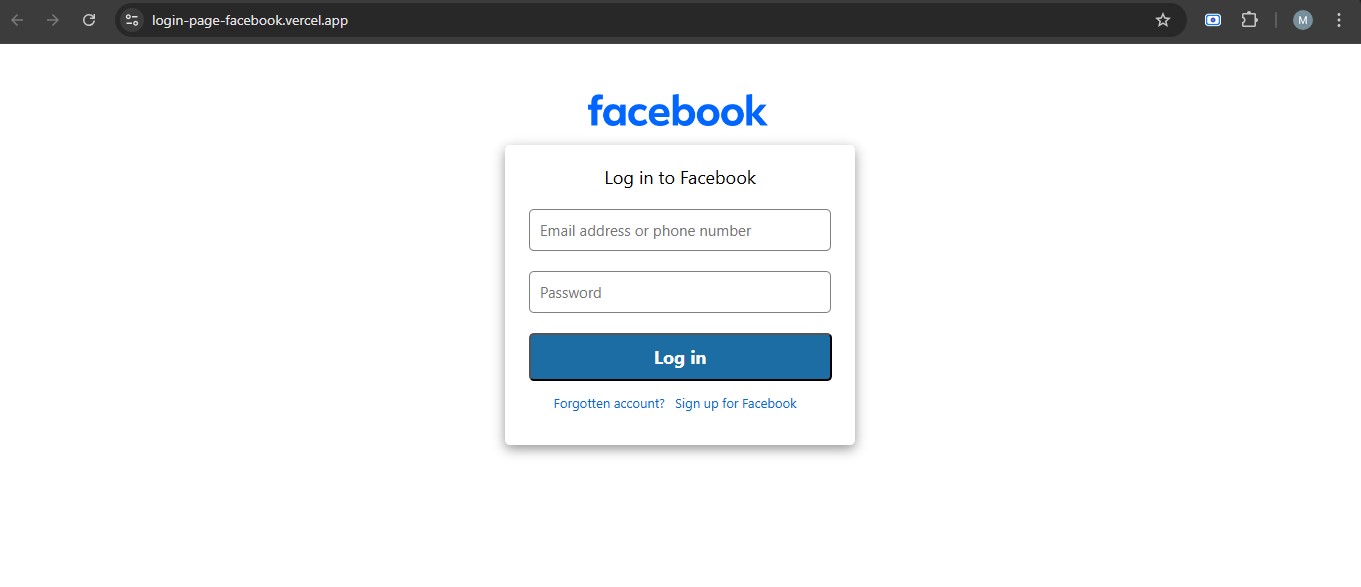 login-page-facebook.vercel.app
M
facebook
Log in to Facebook
Email address or phone number
Password
Log in
Forgotten account? Sign up for Facebook